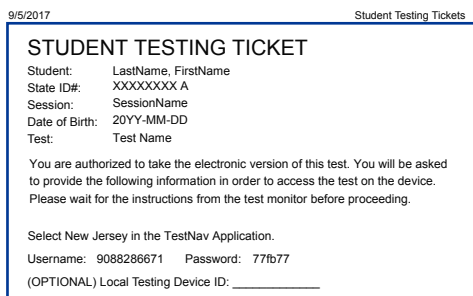 9/5/2017 Student Testing Tickets
STUDENT TESTING TICKET
Student: LastName, FirstName
State ID#: XXXXXXXX A
Session: SessionName
Date of Birth: 20YY-MM-DD
Test: Test Name
You are authorized to take the electronic version of this test. You will be asked
to provide the following information in order to access the test on the device.
Please wait for the instructions from the test monitor before proceeding.
Select New Jersey in the TestNav Application.
Username: 9088286671 Password: 77fb77
(OPTIONAL) Local Testing Device ID: _____________